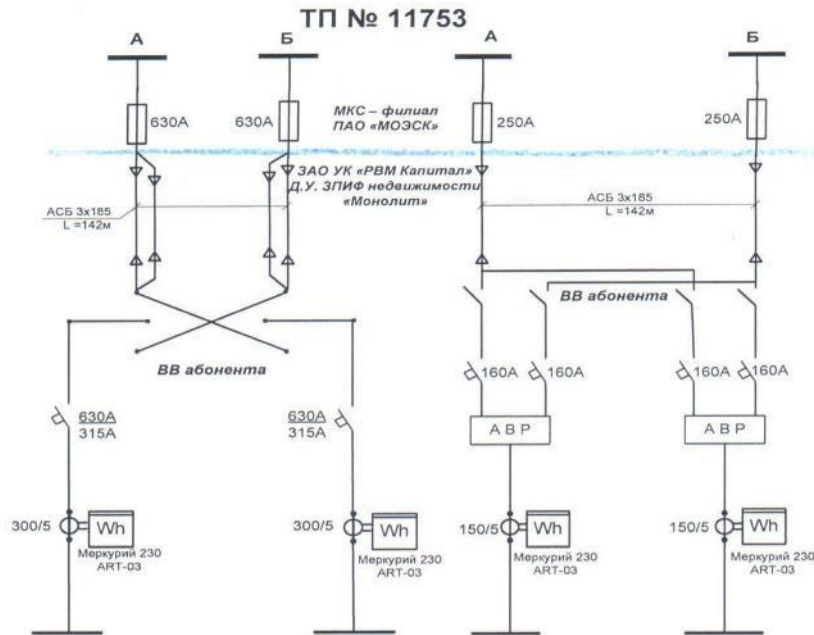 ТП № 11753
А
Б
А
Б
630А
630А
МКС – филиал
ПАО «МОЭСК»
250А
250А
ЗАО УК «РВМ Капитал»
Д.У. ЗПИФ недвижимости
«Монолит»
АСБ 3х185
L =142м
АСБ 3х185
L =142м
ВВ абонента
ВВ абонента
160А
160А
160А
160А
630А
315А
630А
315А
А В Р
А В Р
300/5
Wh
Меркурий 230
ART-03
300/5
Wh
Меркурий 230
ART-03
150/5
Wh
Меркурий 230
ART-03
150/5
Wh
Меркурий 230
ART-03